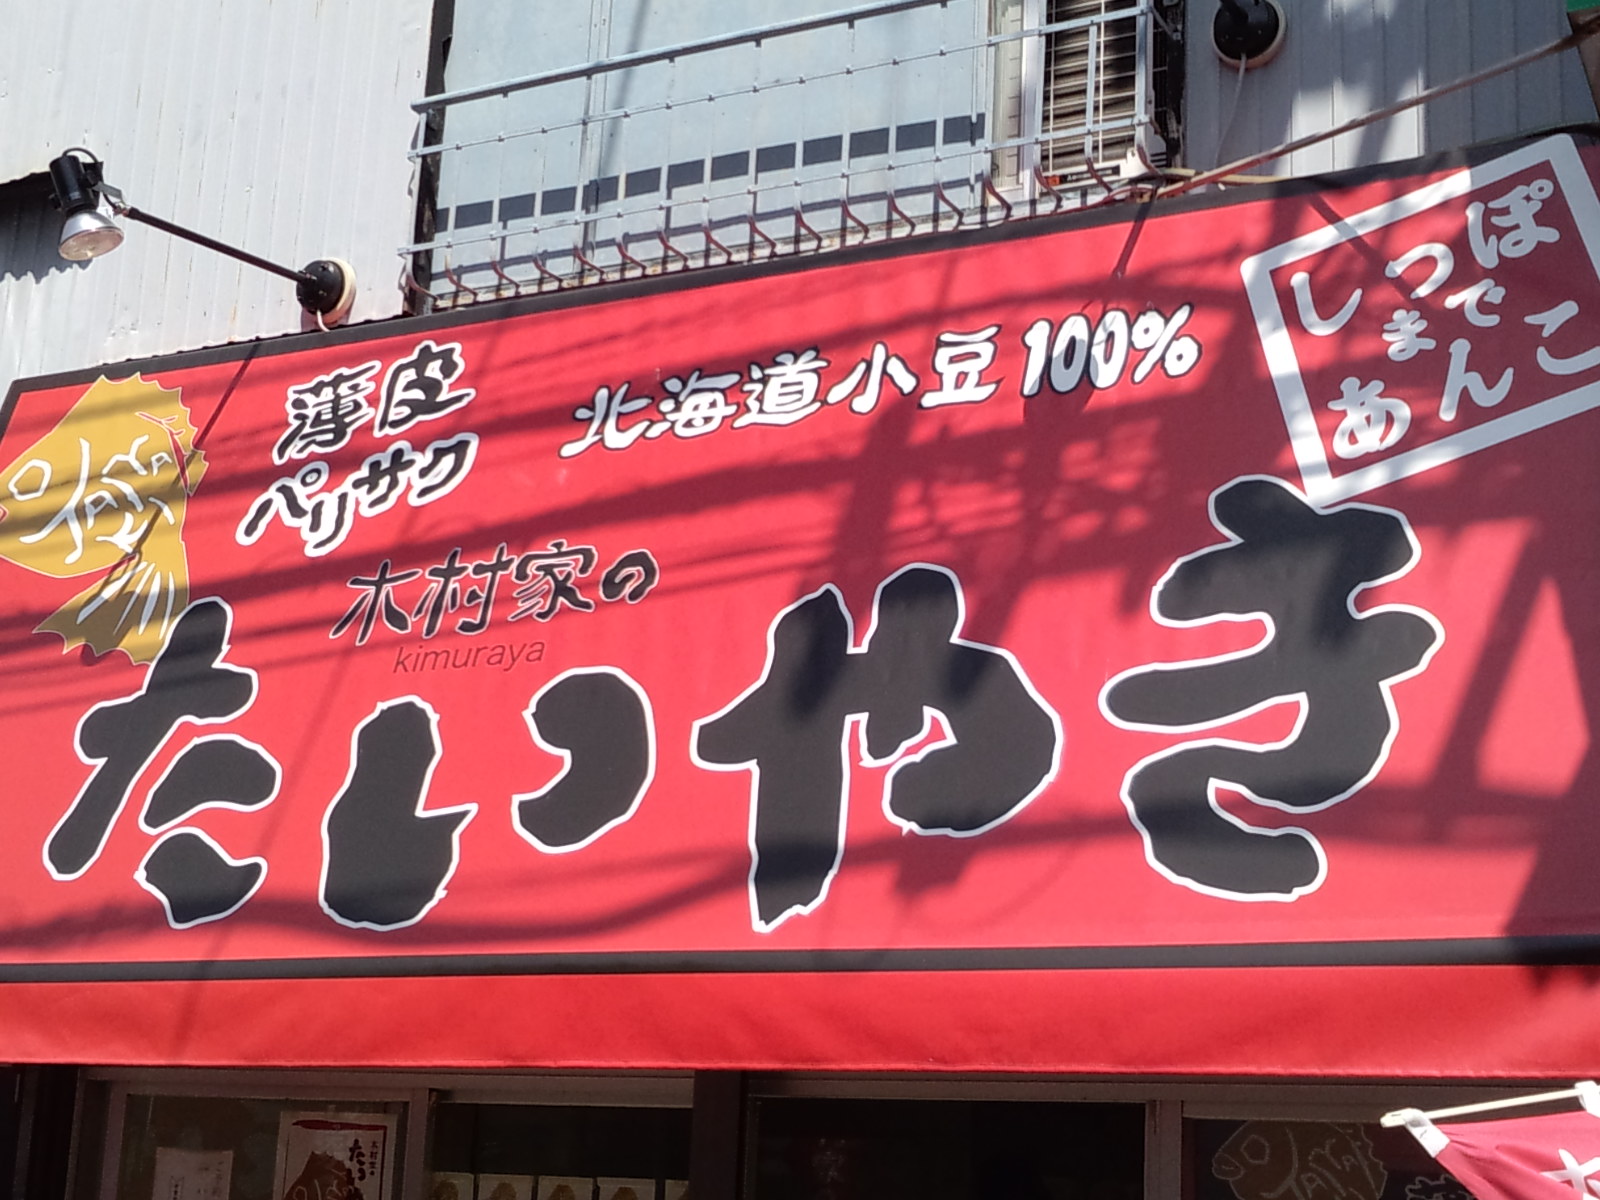 薄皮
パリサク
北海道小豆100%
しっぽ
まで
あんこ
木村家の
kimuraya
たいやき